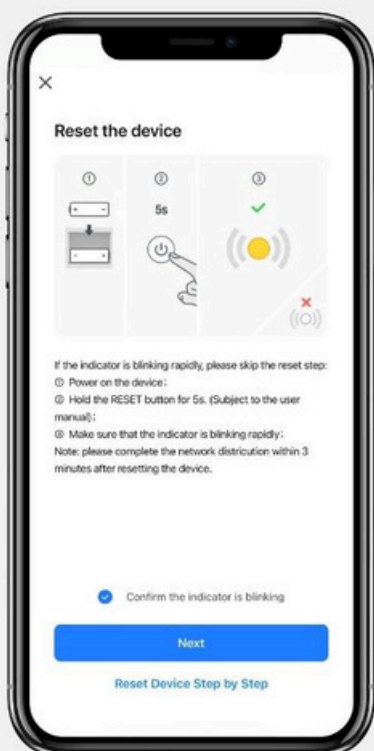 Reset the device
① ② ③
5s
If the indicator is blinking rapidly, please skip the reset step:
① Power on the device;
② Hold the RESET button for 5s. (Subject to the user
manual);
③ Make sure that the indicator is blinking rapidly;
Note: please complete the network districution within 3
minutes after resetting the device.
Confirm the indicator is blinking
Next
Reset Device Step by Step